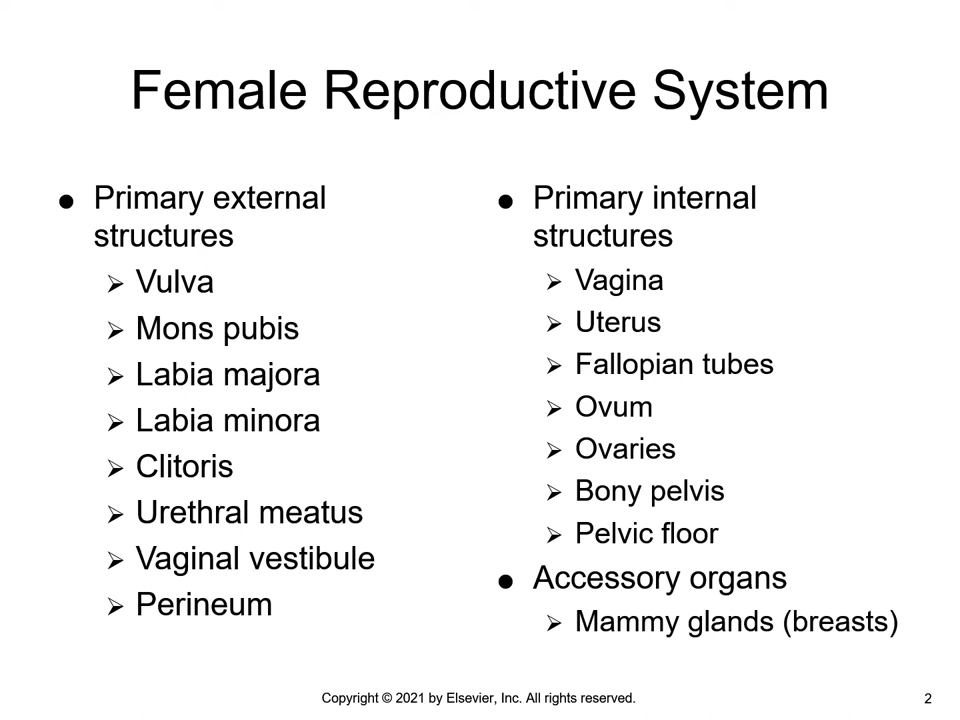 Female Reproductive System
● Primary external
structures
➢ Vulva
➢ Mons pubis
➢ Labia majora
➢ Labia minora
➢ Clitoris
➢ Urethral meatus
➢ Vaginal vestibule
➢ Perineum
● Primary internal
structures
➢ Vagina
➢ Uterus
➢ Fallopian tubes
➢ Ovum
➢ Ovaries
➢ Bony pelvis
➢ Pelvic floor
● Accessory organs
➢ Mammy glands (breasts)
Copyright © 2021 by Elsevier, Inc. All rights reserved.
2